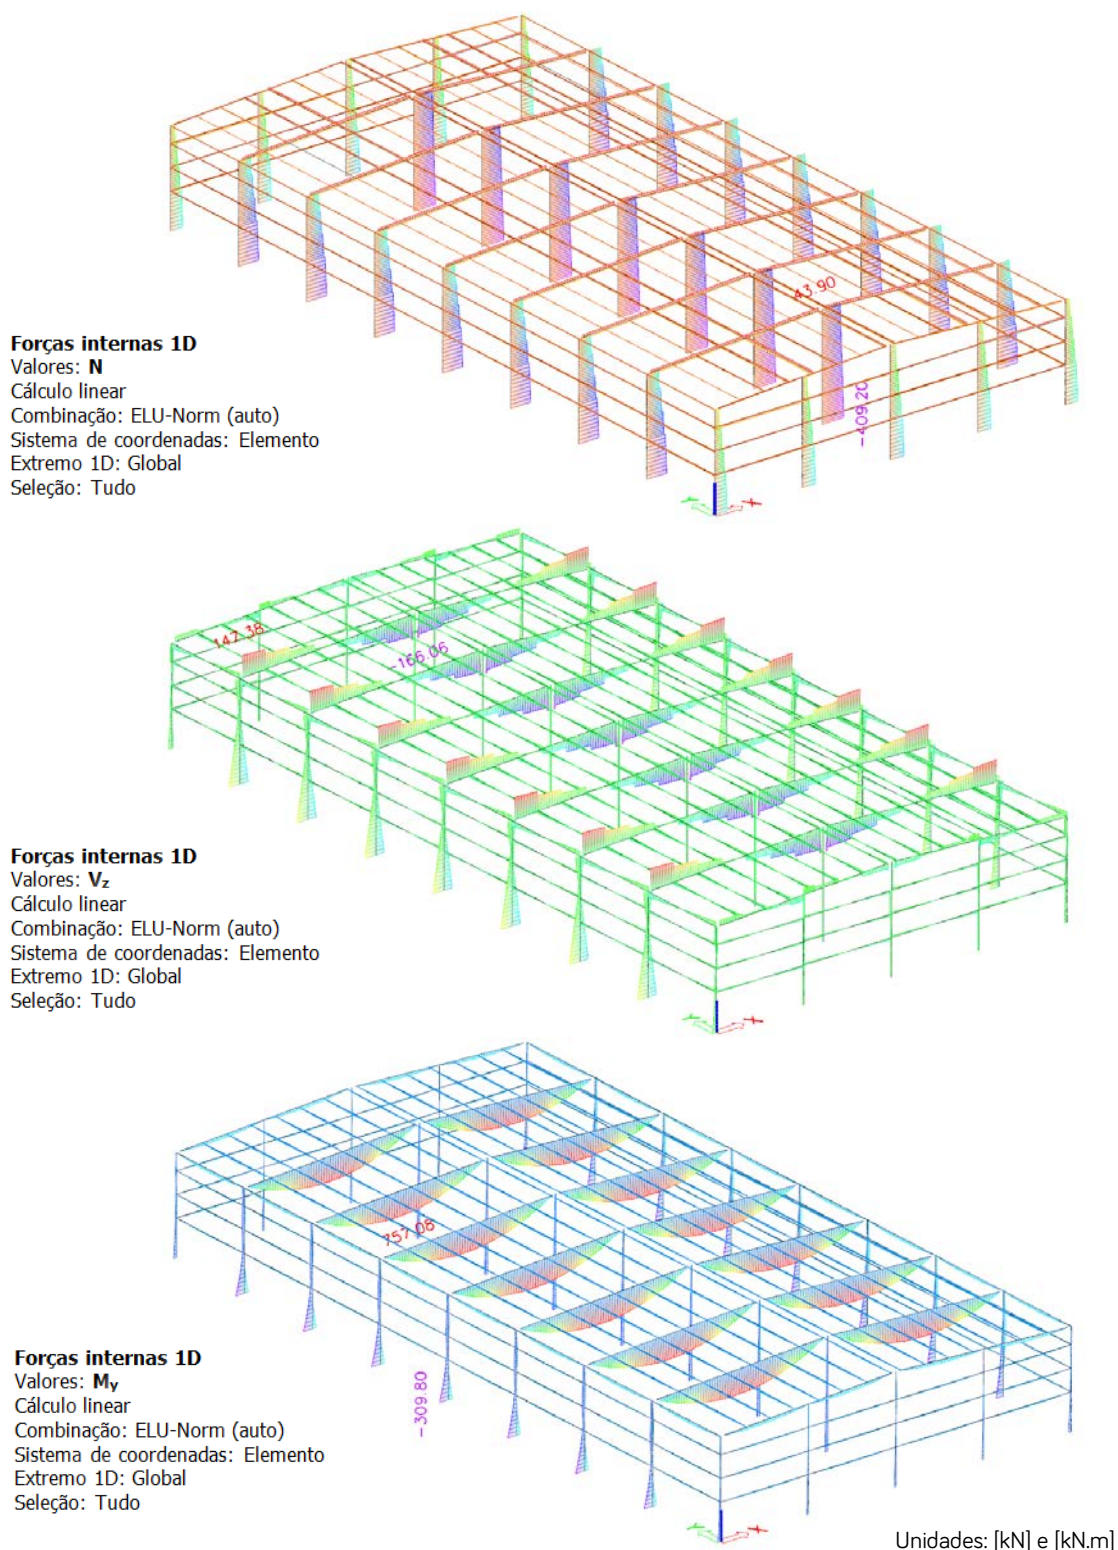 43.90
-409.20
Forças internas 1D
Valores: N
Cálculo linear
Combinação: ELU-Norm (auto)
Sistema de coordenadas: Elemento
Extremo 1D: Global
Seleção: Tudo
Y X
147.38
-166.06
Forças internas 1D
Valores: Vz
Cálculo linear
Combinação: ELU-Norm (auto)
Sistema de coordenadas: Elemento
Extremo 1D: Global
Seleção: Tudo
Y X
757.08
-309.80
Forças internas 1D
Valores: My
Cálculo linear
Combinação: ELU-Norm (auto)
Sistema de coordenadas: Elemento
Extremo 1D: Global
Seleção: Tudo
Y X
Unidades: [kN] e [kN.m]